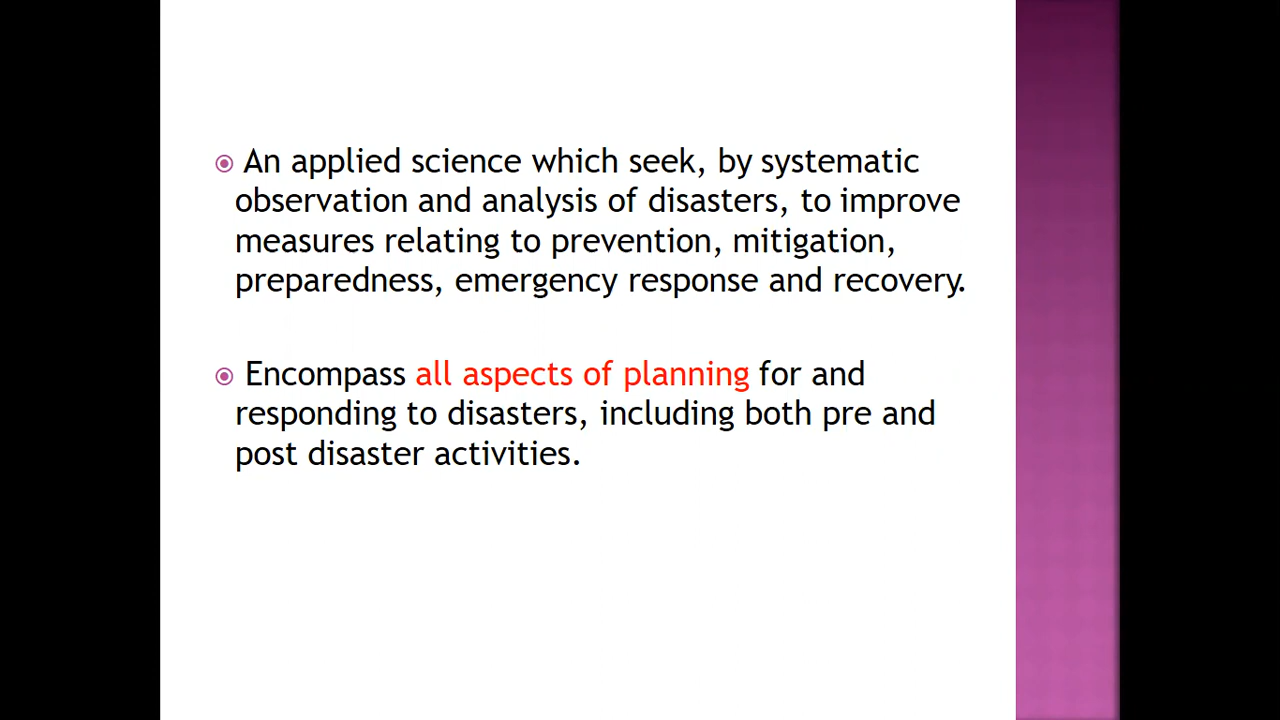 An applied science which seek, by systematic
observation and analysis of disasters, to improve
measures relating to prevention, mitigation,
preparedness, emergency response and recovery.
Encompass all aspects of planning for and
responding to disasters, including both pre and
post disaster activities.